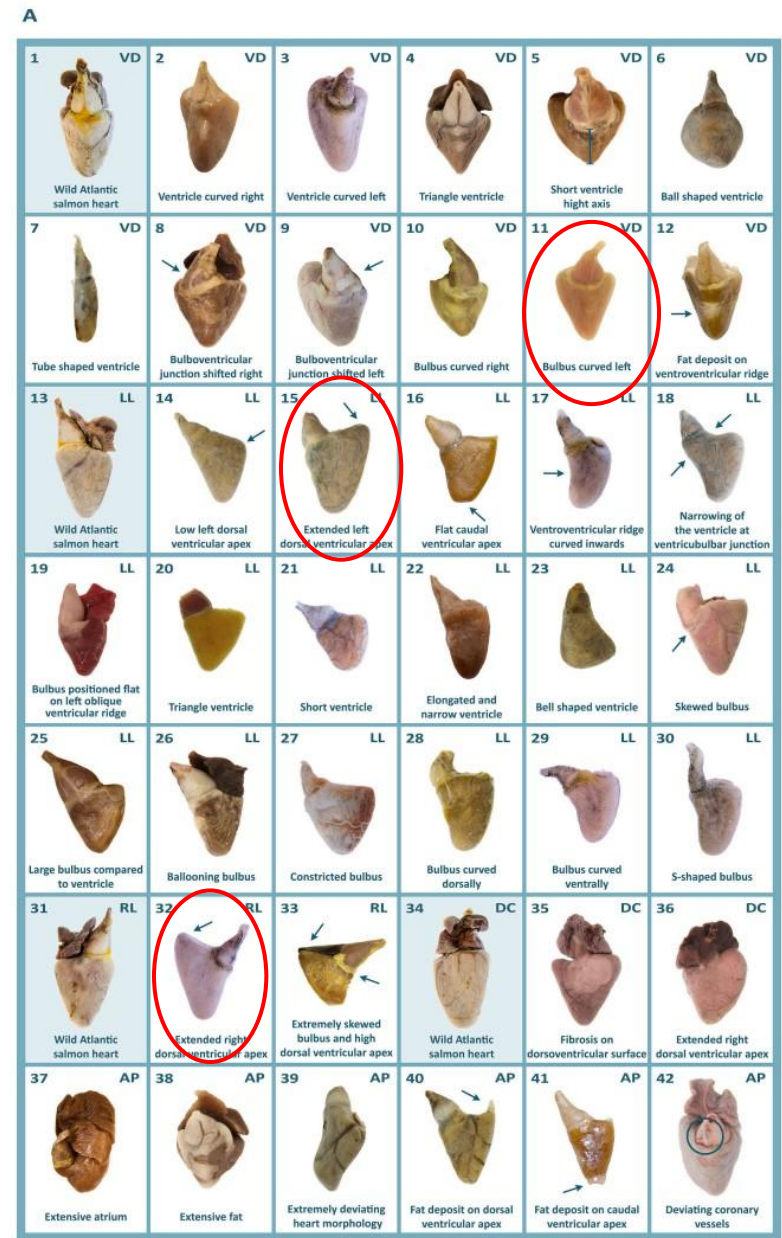 A
1 VD
Wild Atlantic
salmon heart
2 VD
Ventricle curved right
3 VD
Ventricle curved left
4 VD
Triangle ventricle
5 VD
Short ventricle
hight axis
6 VD
Ball shaped ventricle
7 VD
Tube shaped ventricle
8 VD
Bulboventricular
junction shifted right
9 VD
Bulboventricular
junction shifted left
10 VD
Bulbus curved right
11 VD
Bulbus curved left
12 VD
Fat deposit on
ventroventricular ridge
13 LL
Wild Atlantic
salmon heart
14 LL
Low left dorsal
ventricular apex
15 LL
Extended left
dorsal ventricular apex
16 LL
Flat caudal
ventricular apex
17 LL
Ventroventricular ridge
curved inwards
18 LL
Narrowing of
the ventricle at
ventricubulbar junction
19 LL
Bulbus positioned flat
on left oblique
ventricular ridge
20 LL
Triangle ventricle
21 LL
Short ventricle
22 LL
Elongated and
narrow ventricle
23 LL
Bell shaped ventricle
24 LL
Skewed bulbus
25 LL
Large bulbus compared
to ventricle
26 LL
Ballooning bulbus
27 LL
Constricted bulbus
28 LL
Bulbus curved
dorsally
29 LL
Bulbus curved
ventrally
30 LL
S-shaped bulbus
31 RL
Wild Atlantic
salmon heart
32 RL
Extended right
dorsal ventricular apex
33 RL
Extremely skewed
bulbus and high
dorsal ventricular apex
34 DC
Wild Atlantic
salmon heart
35 DC
Fibrosis on
dorsoventricular surface
36 DC
Extended right
dorsal ventricular apex
37 AP
Extensive atrium
38 AP
Extensive fat
39 AP
Extremely deviating
heart morphology
40 AP
Fat deposit on dorsal
ventricular apex
41 AP
Fat deposit on caudal
ventricular apex
42 AP
Deviating coronary
vessels